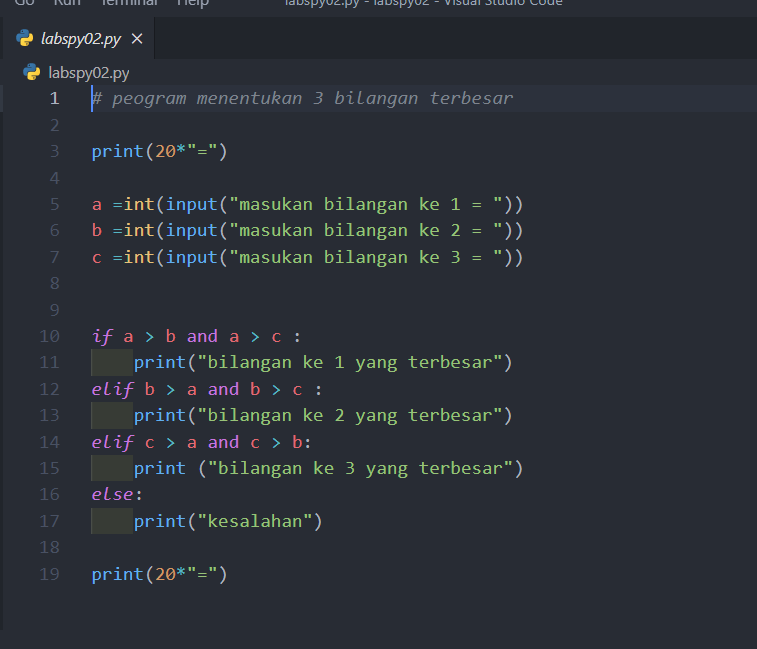 Go Run Terminal Help labspy02.py - labspy02 - Visual Studio Code
labspy02.py ×
labspy02.py
1 # peogram menentukan 3 bilangan terbesar
2
3 print(20*"=")
4
5 a =int(input("masukan bilangan ke 1 = "))
6 b =int(input("masukan bilangan ke 2 = "))
7 c =int(input("masukan bilangan ke 3 = "))
8
9
10 if a > b and a > c :
11     print("bilangan ke 1 yang terbesar")
12 elif b > a and b > c :
13     print("bilangan ke 2 yang terbesar")
14 elif c > a and c > b:
15     print ("bilangan ke 3 yang terbesar")
16 else:
17     print("kesalahan")
18
19 print(20*"=")